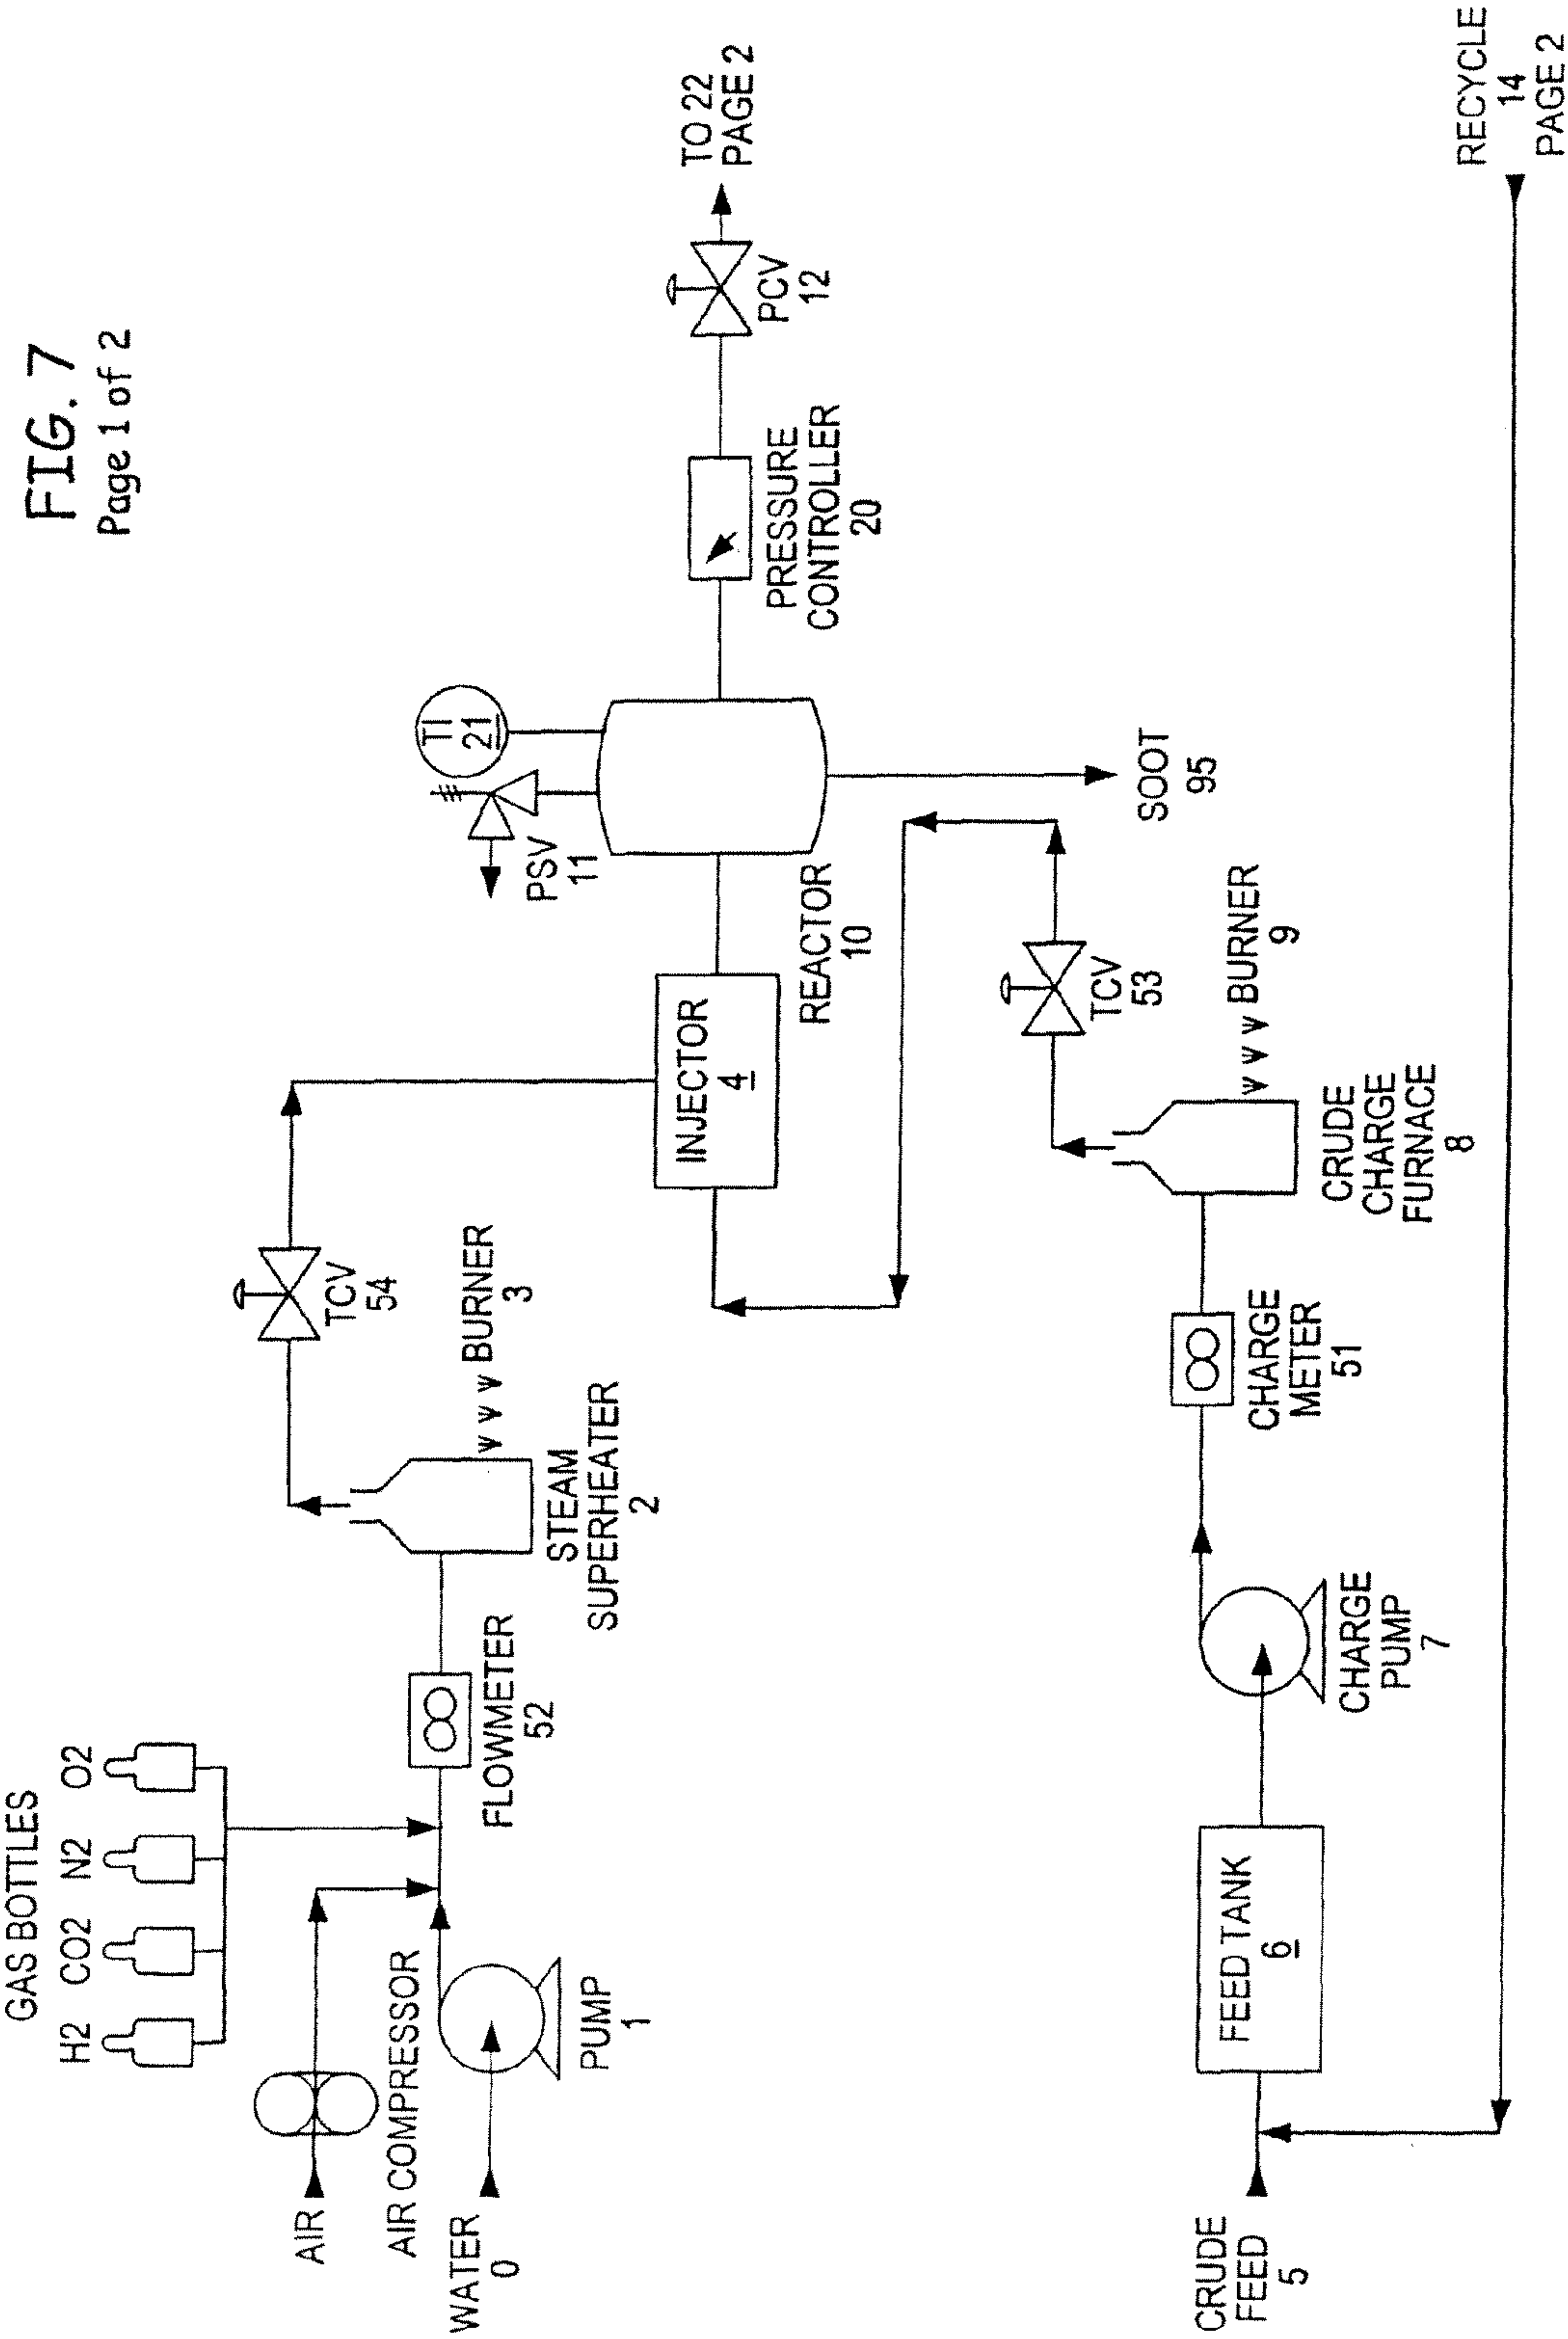 FIG. 7
Page 1 of 2
GAS BOTTLES
H2
CO2
N2
O2
AIR
AIR COMPRESSOR
WATER
0
PUMP
1
FLOWMETER
52
STEAM
SUPERHEATER
2
BURNER
3
TCV
54
INJECTOR
4
REACTOR
10
PSV
11
TI
21
PRESSURE
CONTROLLER
20
PCV
12
TO 22
PAGE 2
SOOT
95
CRUDE
FEED
5
FEED TANK
6
CHARGE
PUMP
7
CHARGE
METER
51
CRUDE
CHARGE
FURNACE
8
BURNER
9
TCV
53
RECYCLE
14
PAGE 2